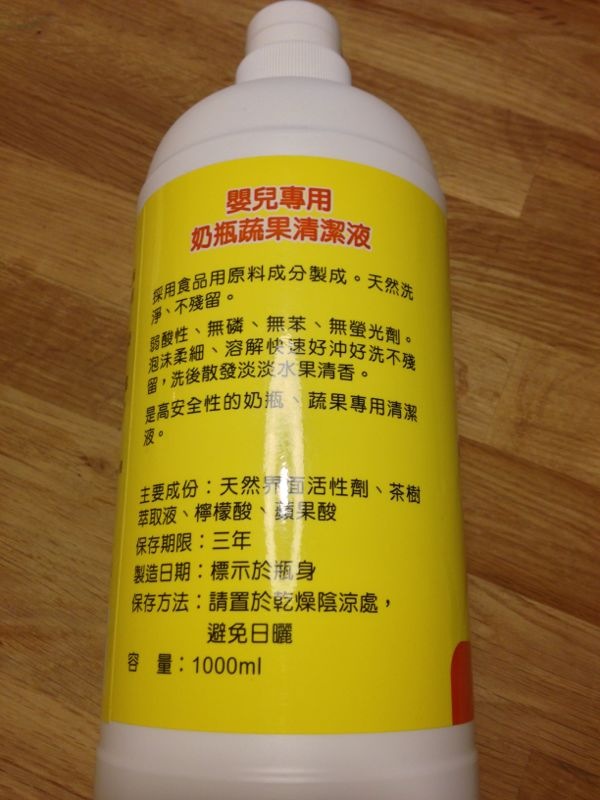 嬰兒專用
奶瓶蔬果清潔液
採用食品用原料成分製成。天然洗
淨、不殘留。
弱酸性、無磷、無苯、無螢光劑。
泡沫柔細、溶解快速好沖好洗不殘
留，洗後散發淡淡水果清香。
是高安全性的奶瓶、蔬果專用清潔
液。
主要成份：天然界面活性劑、茶樹
萃取液、檸檬酸、蘋果酸
保存期限：三年
製造日期：標示於瓶身
保存方法：請置於乾燥陰涼處，
避免日曬
容　量：1000ml